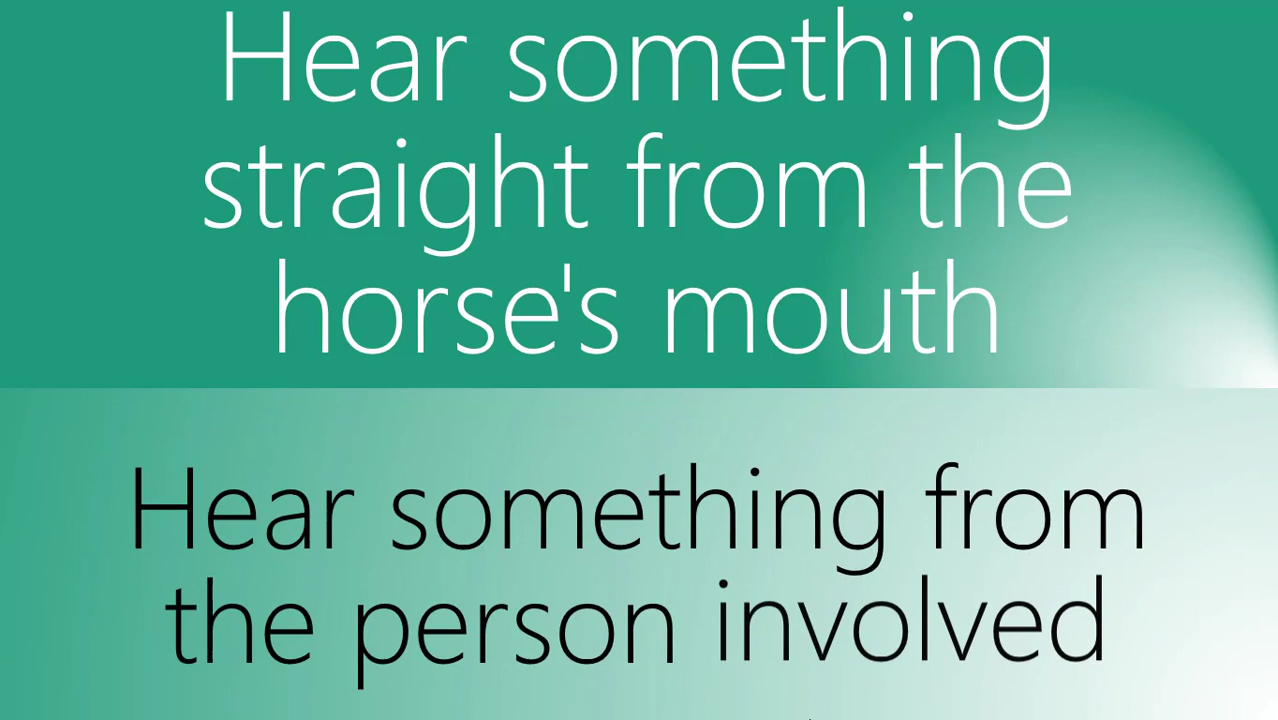 Hear something
straight from the
horse's mouth
Hear something from
the person involved